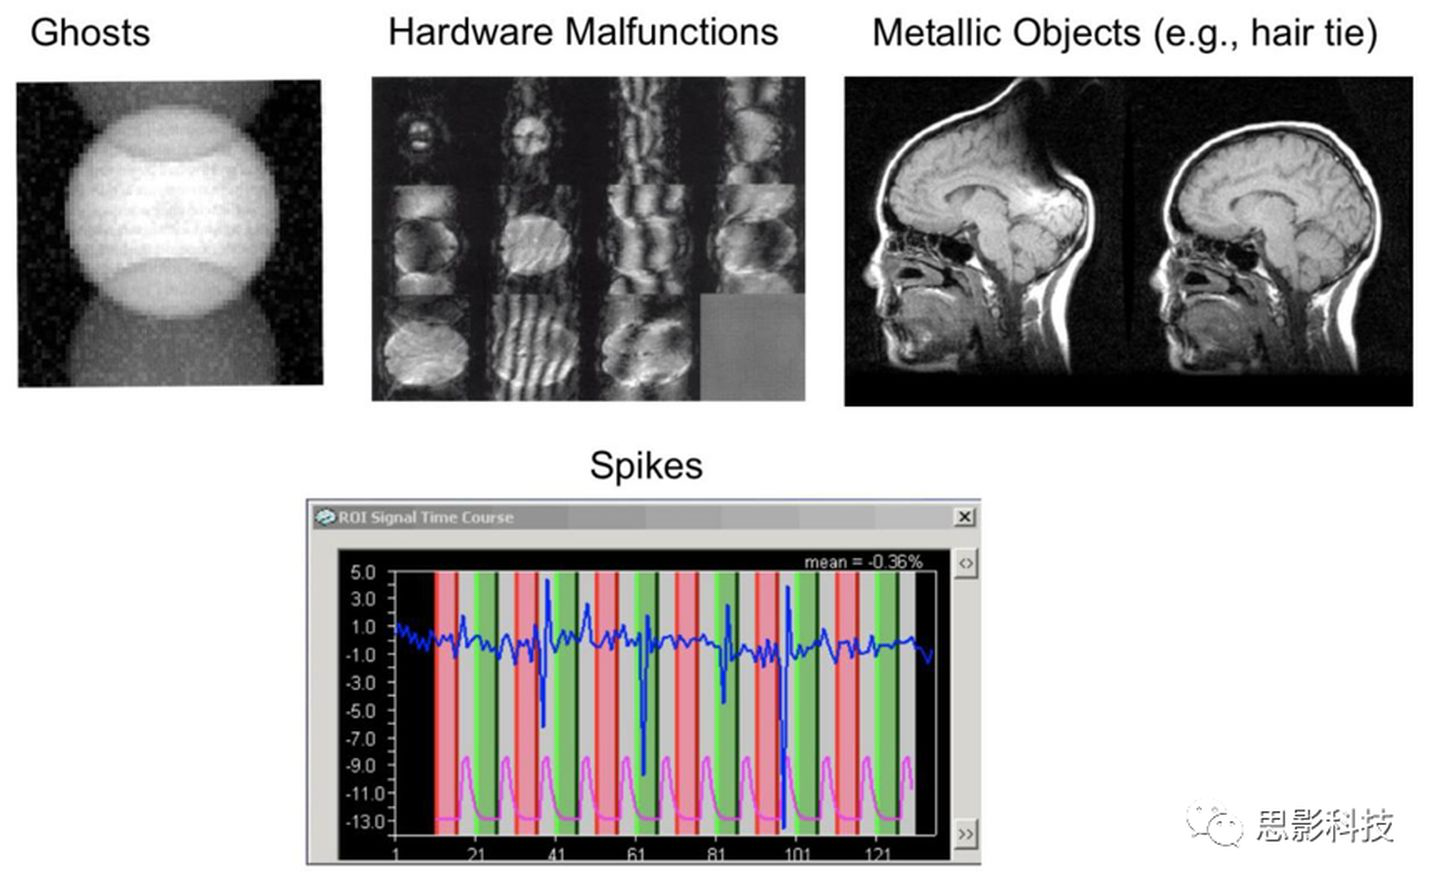 Ghosts
Hardware Malfunctions
Metallic Objects (e.g., hair tie)
Spikes
ROI Signal Time Course
mean = -0.36%
5.0
3.0
1.0
-1.0
-3.0
-5.0
-7.0
-9.0
-11.0
-13.0
1 21 41 61 81 101 121
思影科技